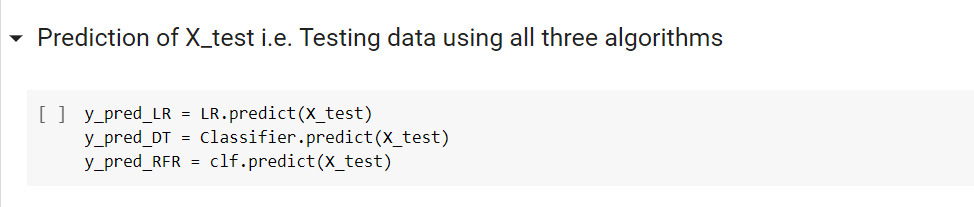 Prediction of X_test i.e. Testing data using all three algorithms
[ ] y_pred_LR = LR.predict(X_test)
y_pred_DT = Classifier.predict(X_test)
y_pred_RFR = clf.predict(X_test)